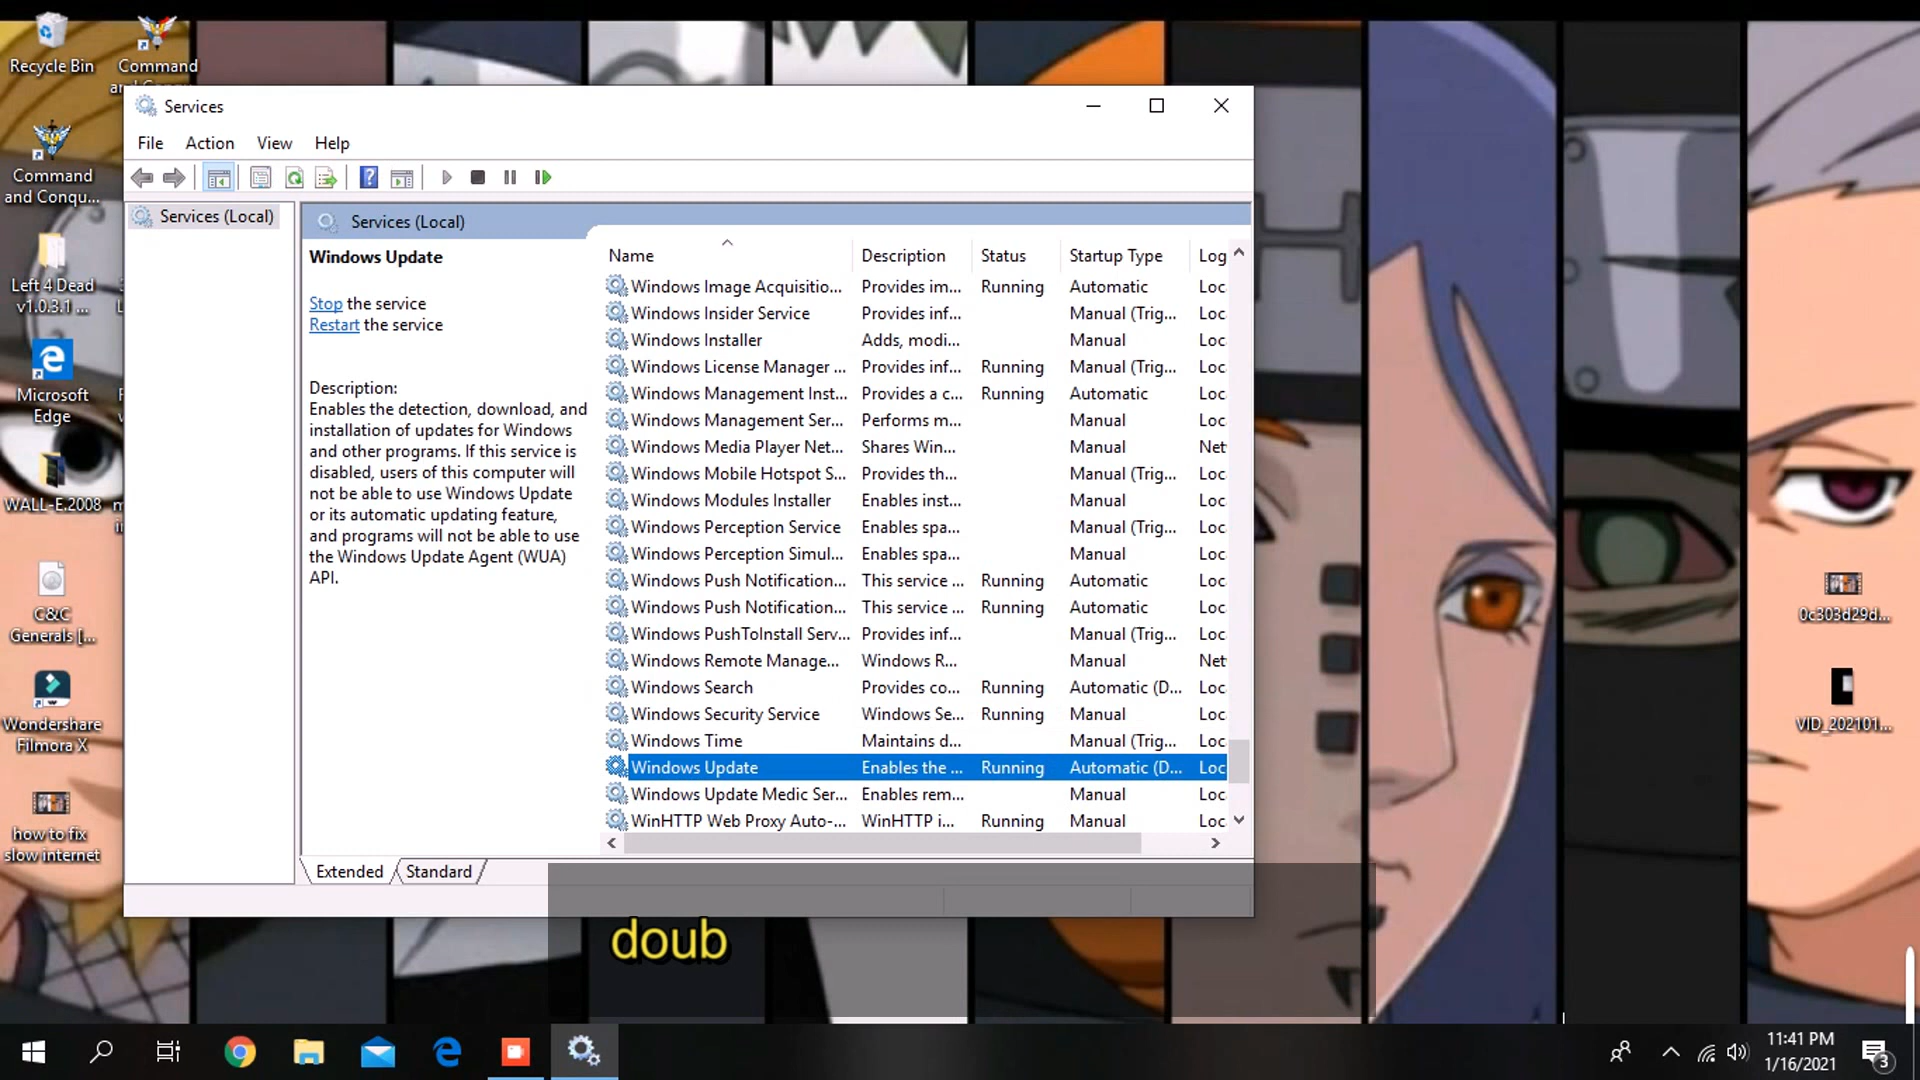 Recycle Bin
Command
Command
and Conqu...
Left 4 Dead
v1.0.3.1 ...
Microsoft
Edge
WALL-E.2008
C&C
Generals [...
Wondershare
Filmora X
how to fix
slow internet
Services
File Action View Help
Services (Local)
Services (Local)
Windows Update
Stop the service
Restart the service
Description:
Enables the detection, download, and
installation of updates for Windows
and other programs. If this service is
disabled, users of this computer will
not be able to use Windows Update
or its automatic updating feature,
and programs will not be able to use
the Windows Update Agent (WUA)
API.
Name Description Status Startup Type Log
Windows Image Acquisitio... Provides im... Running Automatic Loc
Windows Insider Service Provides inf... Manual (Trig... Loc
Windows Installer Adds, modi... Manual Loc
Windows License Manager ... Provides inf... Running Manual (Trig... Loc
Windows Management Inst... Provides a c... Running Automatic Loc
Windows Management Ser... Performs m... Manual Loc
Windows Media Player Net... Shares Win... Manual Net
Windows Mobile Hotspot S... Provides th... Manual (Trig... Loc
Windows Modules Installer Enables inst... Manual Loc
Windows Perception Service Enables spa... Manual (Trig... Loc
Windows Perception Simul... Enables spa... Manual Loc
Windows Push Notification... This service ... Running Automatic Loc
Windows Push Notification... This service ... Running Automatic Loc
Windows PushToInstall Serv... Provides inf... Manual (Trig... Loc
Windows Remote Manage... Windows R... Manual Net
Windows Search Provides co... Running Automatic (D... Loc
Windows Security Service Windows Se... Running Manual Loc
Windows Time Maintains d... Manual (Trig... Loc
Windows Update Enables the ... Running Automatic (D... Loc
Windows Update Medic Ser... Enables rem... Manual Loc
WinHTTP Web Proxy Auto-... WinHTTP i... Running Manual Loc
Extended Standard
doub
0c303d29d...
VID_202101...
11:41 PM
1/16/2021
3